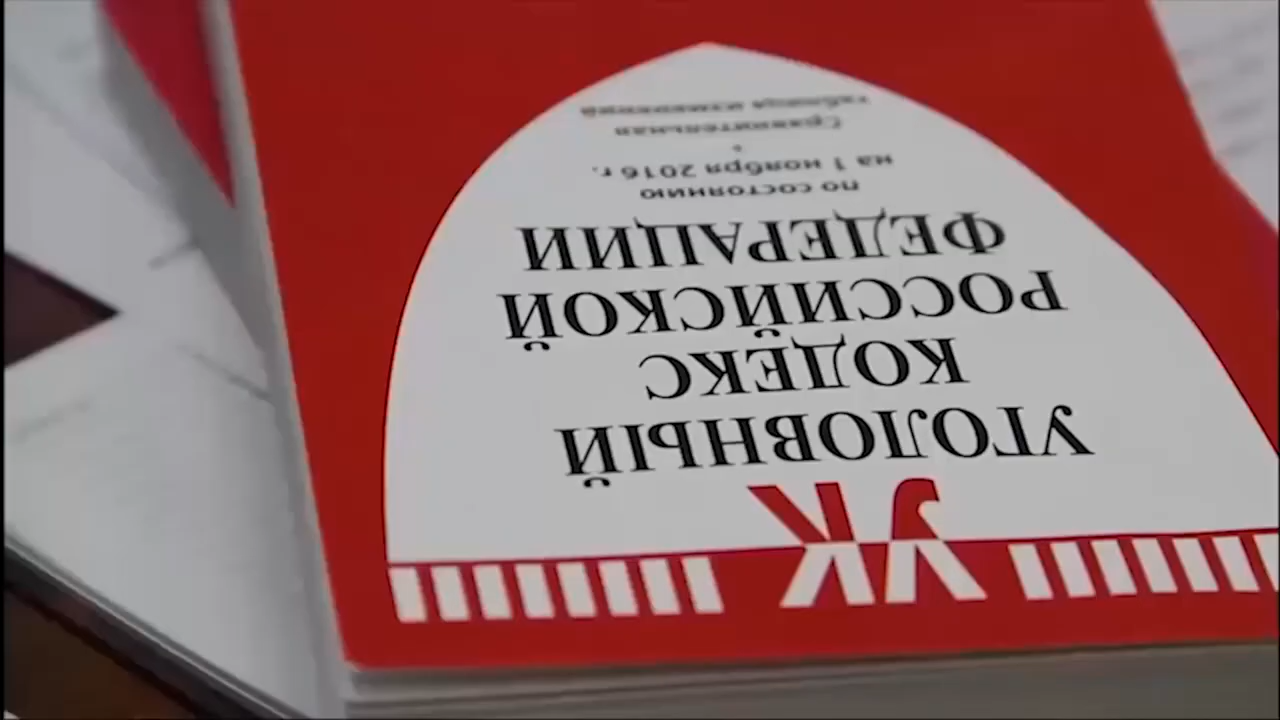 УК
УГОЛОВНЫЙ
КОДЕКС
РОССИЙСКОЙ
ФЕДЕРАЦИИ
по состоянию
на 1 ноября 2016 г.
+
Сравнительная
таблица изменений